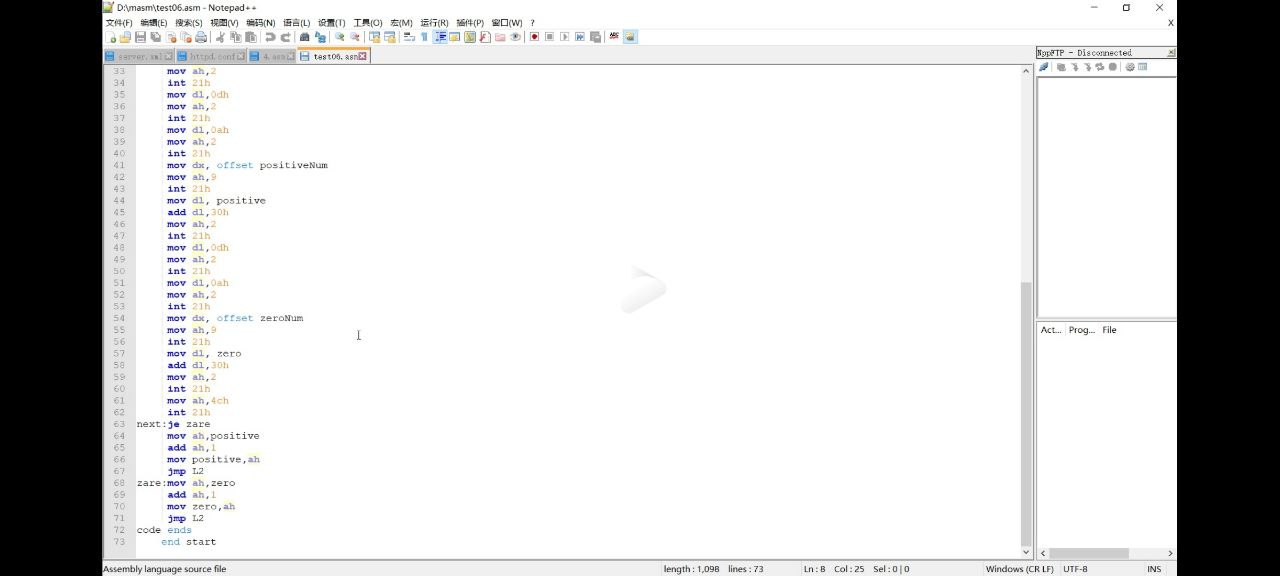 D:\masm\test06.asm - Notepad++
文件(F) 编辑(E) 搜索(S) 视图(V) 编码(N) 语言(L) 设置(T) 工具(O) 宏(M) 运行(R) 插件(P) 窗口(W) ?
X
server.xml httpd.conf 4.asm test06.asm
NppFTP - Disconnected
33 mov ah,2
34 int 21h
35 mov dl,0dh
36 mov ah,2
37 int 21h
38 mov dl,0ah
39 mov ah,2
40 int 21h
41 mov dx, offset positiveNum
42 mov ah,9
43 int 21h
44 mov dl, positive
45 add dl,30h
46 mov ah,2
47 int 21h
48 mov dl,0dh
49 mov ah,2
50 int 21h
51 mov dl,0ah
52 mov ah,2
53 int 21h
54 mov dx, offset zeroNum
55 mov ah,9
56 int 21h
57 mov dl, zero
58 add dl,30h
59 mov ah,2
60 int 21h
61 mov ah,4ch
62 int 21h
63 next:je zare
64 mov ah,positive
65 add ah,1
66 mov positive,ah
67 jmp L2
68 zare:mov ah,zero
69 add ah,1
70 mov zero,ah
71 jmp L2
72 code ends
73 end start
Act... Prog... File
Assembly language source file length : 1,098 lines : 73 Ln : 8 Col : 25 Sel : 0 | 0 Windows (CR LF) UTF-8 INS